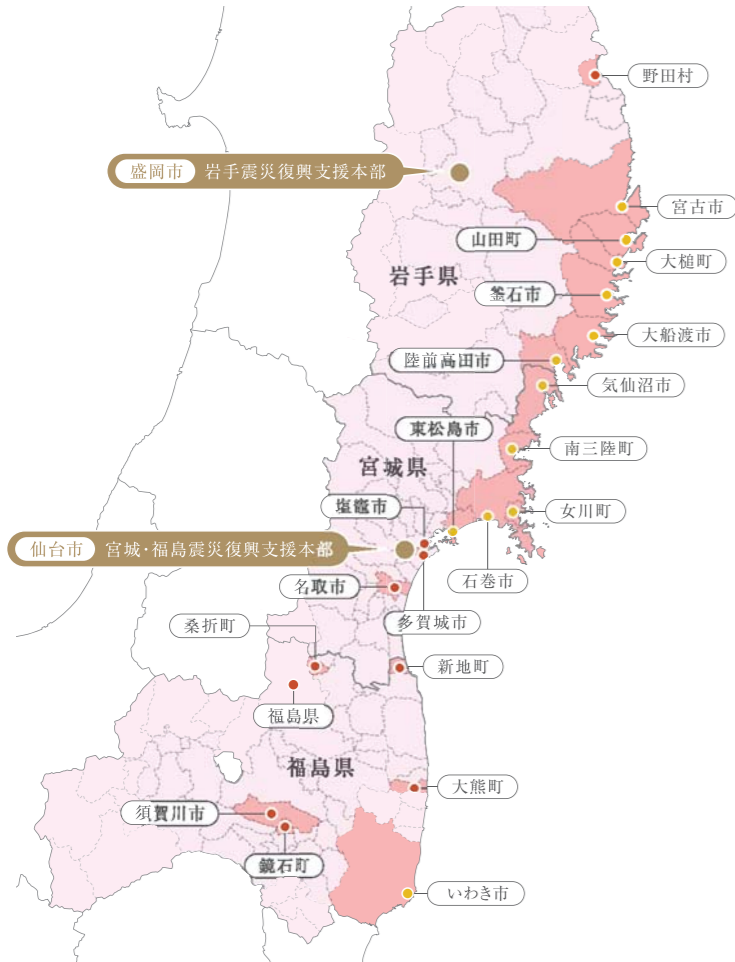 野田村
盛岡市 岩手震災復興支援本部
宮古市
山田町
大槌町
岩手県
釜石市
大船渡市
陸前高田市
気仙沼市
東松島市
南三陸町
宮城県
塩竈市
女川町
仙台市 宮城・福島震災復興支援本部
石巻市
名取市
多賀城市
桑折町
新地町
福島県
福島県
大熊町
須賀川市
鏡石町
いわき市